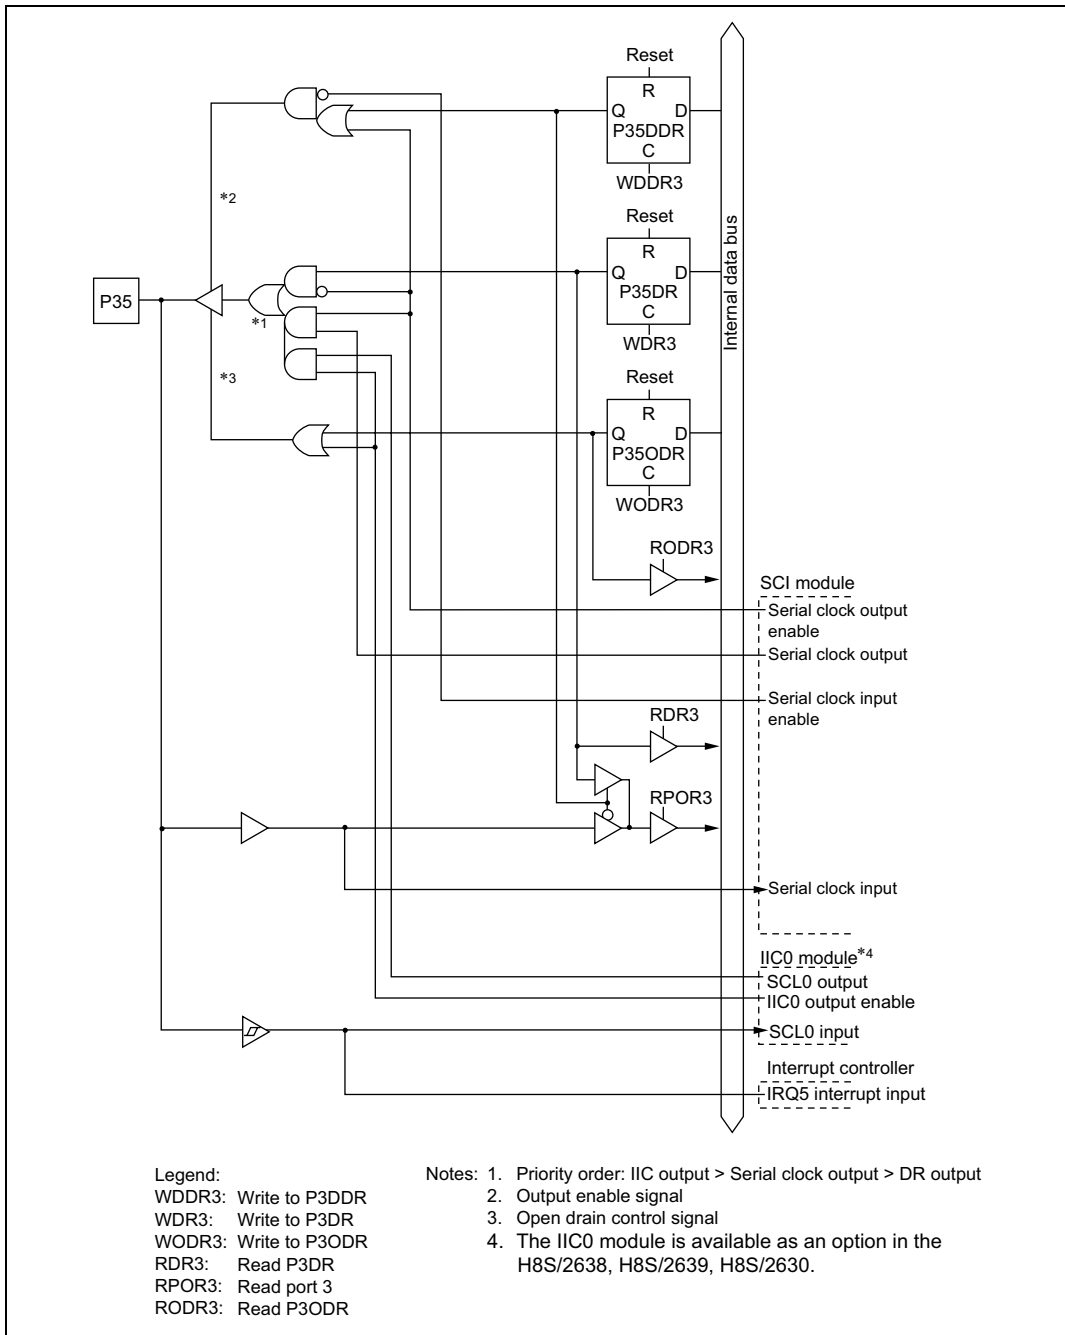 Reset
R
Q D
P35DDR
C
WDDR3
*2
Reset
R
Q D
P35DR
C
WDR3
Internal data bus
P35
*1
*3
Reset
R
Q D
P35ODR
C
WODR3
RODR3
SCI module
Serial clock output
enable
Serial clock output
Serial clock input
enable
RDR3
RPOR3
Serial clock input
IIC0 module*4
SCL0 output
IIC0 output enable
SCL0 input
Interrupt controller
IRQ5 interrupt input
Legend:
WDDR3: Write to P3DDR
WDR3: Write to P3DR
WODR3: Write to P3ODR
RDR3: Read P3DR
RPOR3: Read port 3
RODR3: Read P3ODR
Notes: 1. Priority order: IIC output > Serial clock output > DR output
2. Output enable signal
3. Open drain control signal
4. The IIC0 module is available as an option in the
H8S/2638, H8S/2639, H8S/2630.